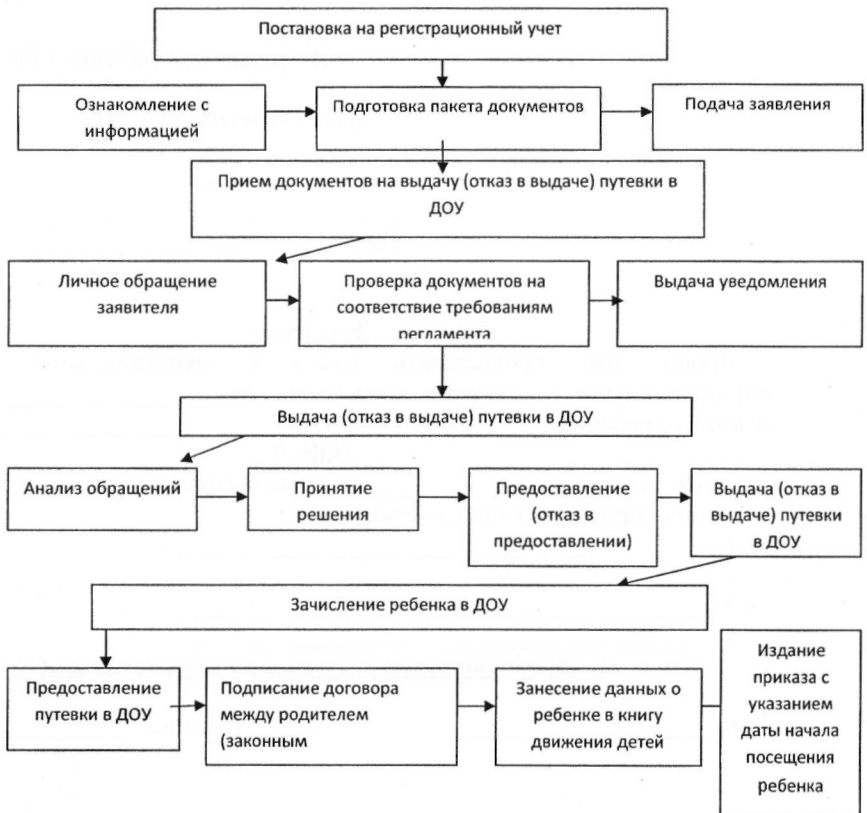 Постановка на регистрационный учет
Ознакомление с
информацией
Подготовка пакета документов
Подача заявления
Прием документов на выдачу (отказ в выдаче) путевки в
ДОУ
Личное обращение
заявителя
Проверка документов на
соответствие требованиям
регламента
Выдача уведомления
Выдача (отказ в выдаче) путевки в ДОУ
Анализ обращений
Принятие
решения
Предоставление
(отказ в
предоставлении)
Выдача (отказ в
выдаче) путевки
в ДОУ
Зачисление ребенка в ДОУ
Предоставление
путевки в ДОУ
Подписание договора
между родителем
(законным
Занесение данных о
ребенке в книгу
движения детей
Издание
приказа с
указанием
даты начала
посещения
ребенка